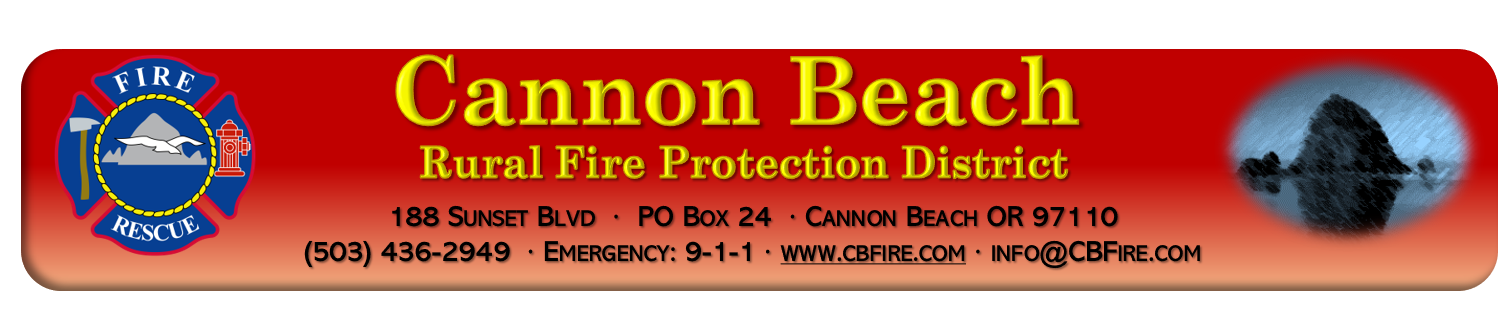 FIRE
RESCUE
Cannon Beach
Rural Fire Protection District
188 Sunset Blvd · PO Box 24 · Cannon Beach OR 97110
(503) 436-2949 · Emergency: 9-1-1 · www.cbfire.com · info@CBFire.com